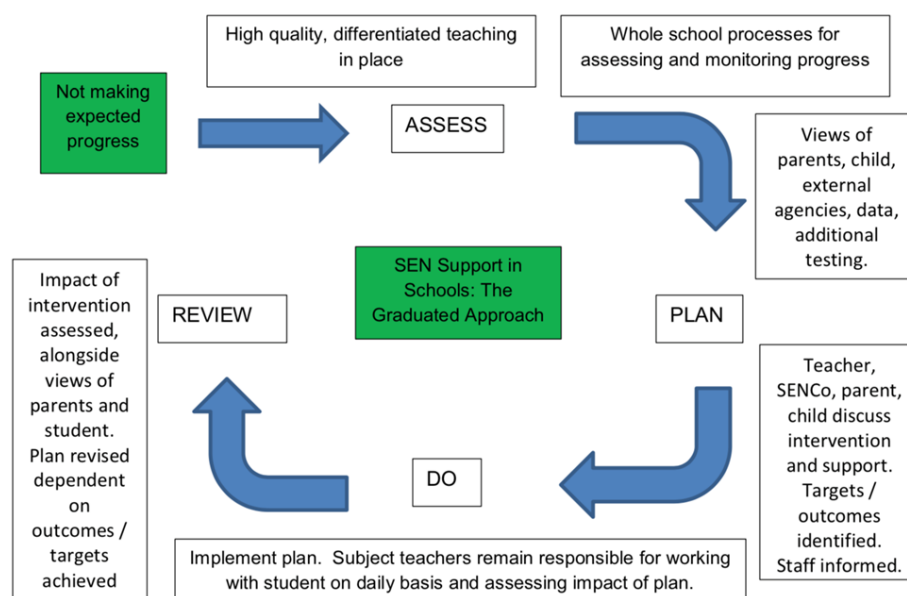 High quality, differentiated teaching
in place
Whole school processes for
assessing and monitoring progress
Not making
expected
progress
ASSESS
Views of
parents, child,
external
agencies, data,
additional
testing.
SEN Support in
Schools: The
Graduated Approach
Impact of
intervention
assessed,
alongside
views of
parents and
student.
Plan revised
dependent
on
outcomes /
targets
achieved
REVIEW
PLAN
Teacher,
SENCo, parent,
child discuss
intervention
and support.
Targets /
outcomes
identified.
Staff informed.
DO
Implement plan.  Subject teachers remain responsible for working
with student on daily basis and assessing impact of plan.